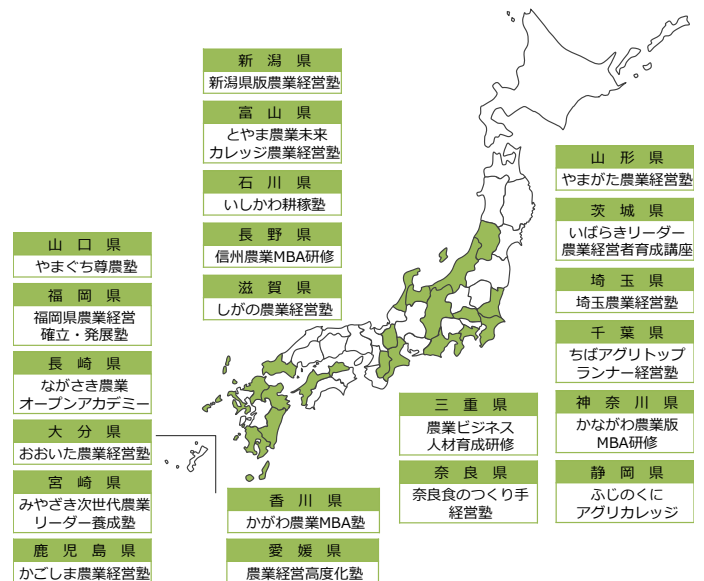 新潟県
新潟県版農業経営塾
富山県
とやま農業未来
カレッジ農業経営塾
石川県
いしかわ耕稼塾
長野県
信州農業MBA研修
滋賀県
しがの農業経営塾
山口県
やまぐち尊農塾
福岡県
福岡県農業経営
確立・発展塾
長崎県
ながさき農業
オープンアカデミー
大分県
おおいた農業経営塾
宮崎県
みやざき次世代農業
リーダー養成塾
鹿児島県
かごしま農業経営塾
香川県
かがわ農業MBA塾
愛媛県
農業経営高度化塾
三重県
農業ビジネス
人材育成研修
奈良県
奈良食のつくり手
経営塾
山形県
やまがた農業経営塾
茨城県
いばらきリーダー
農業経営者育成講座
埼玉県
埼玉農業経営塾
千葉県
ちばアグリトップ
ランナー経営塾
神奈川県
かながわ農業版
MBA研修
静岡県
ふじのくに
アグリカレッジ